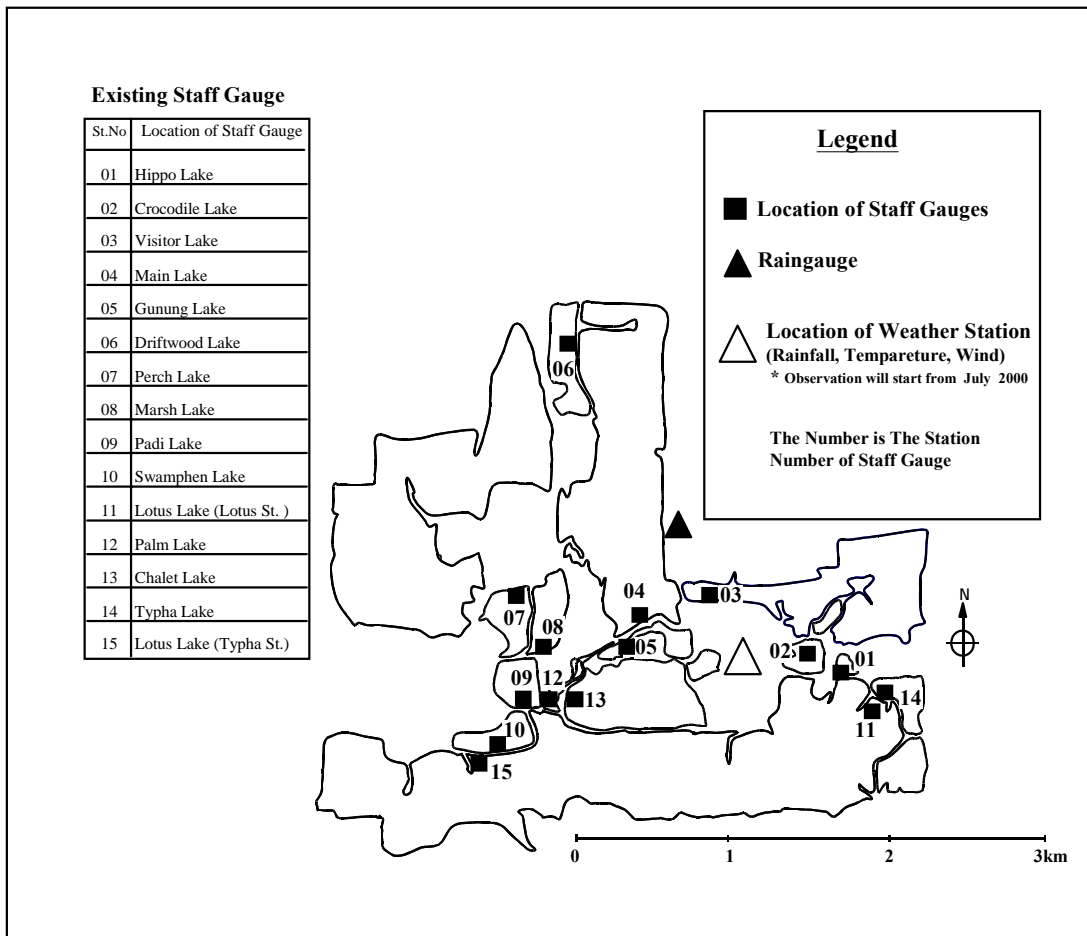 Existing Staff Gauge
St.No Location of Staff Gauge
01 Hippo Lake
02 Crocodile Lake
03 Visitor Lake
04 Main Lake
05 Gunung Lake
06 Driftwood Lake
07 Perch Lake
08 Marsh Lake
09 Padi Lake
10 Swamphen Lake
11 Lotus Lake (Lotus St. )
12 Palm Lake
13 Chalet Lake
14 Typha Lake
15 Lotus Lake (Typha St.)
Legend
Location of Staff Gauges
Raingauge
Location of Weather Station
(Rainfall, Tempareture, Wind)
* Observation will start from July 2000
The Number is The Station
Number of Staff Gauge
06
04
03
07
08
05
02
01
N
09
12
13
14
11
10
15
0
1
2
3km